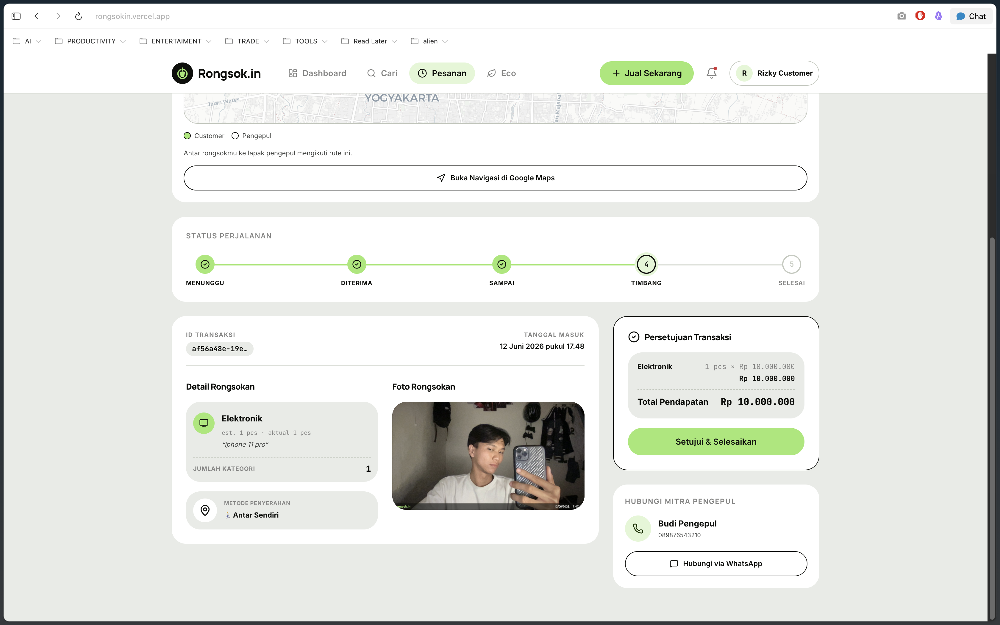 rongsokin.vercel.app
Chat
AI
PRODUCTIVITY
ENTERTAIMENT
TRADE
TOOLS
Read Later
alien
Rongsok.in
Dashboard
Cari
Pesanan
Eco
+ Jual Sekarang
R
Rizky Customer
Jalan Wates
YOGYAKARTA
Customer
Pengepul
Antar rongsokmu ke lapak pengepul mengikuti rute ini.
Buka Navigasi di Google Maps
STATUS PERJALANAN
4
5
MENUNGGU
DITERIMA
SAMPAI
TIMBANG
SELESAI
ID TRANSAKSI
af56a48e-19e…
TANGGAL MASUK
12 Juni 2026 pukul 17.48
Detail Rongsokan
Elektronik
est. 1 pcs · aktual 1 pcs
“iphone 11 pro”
JUMLAH KATEGORI
1
METODE PENYERAHAN
Antar Sendiri
Foto Rongsokan
ngsok.in
12/06/2026, 17.47
Persetujuan Transaksi
Elektronik
1 pcs × Rp 10.000.000
Rp 10.000.000
Total Pendapatan
Rp 10.000.000
Setujui & Selesaikan
HUBUNGI MITRA PENGEPUL
Budi Pengepul
089876543210
Hubungi via WhatsApp